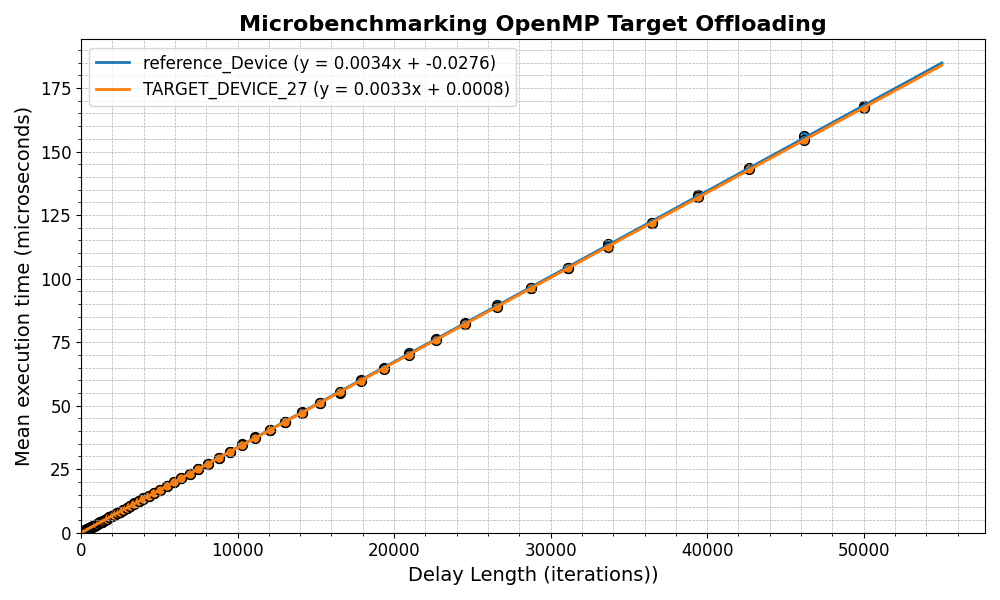 Microbenchmarking OpenMP Target Offloading
reference_Device (y = 0.0034x + -0.0276)
TARGET_DEVICE_27 (y = 0.0033x + 0.0008)
Mean execution time (microseconds)
175
150
125
100
75
50
25
0
0 10000 20000 30000 40000 50000
Delay Length (iterations))